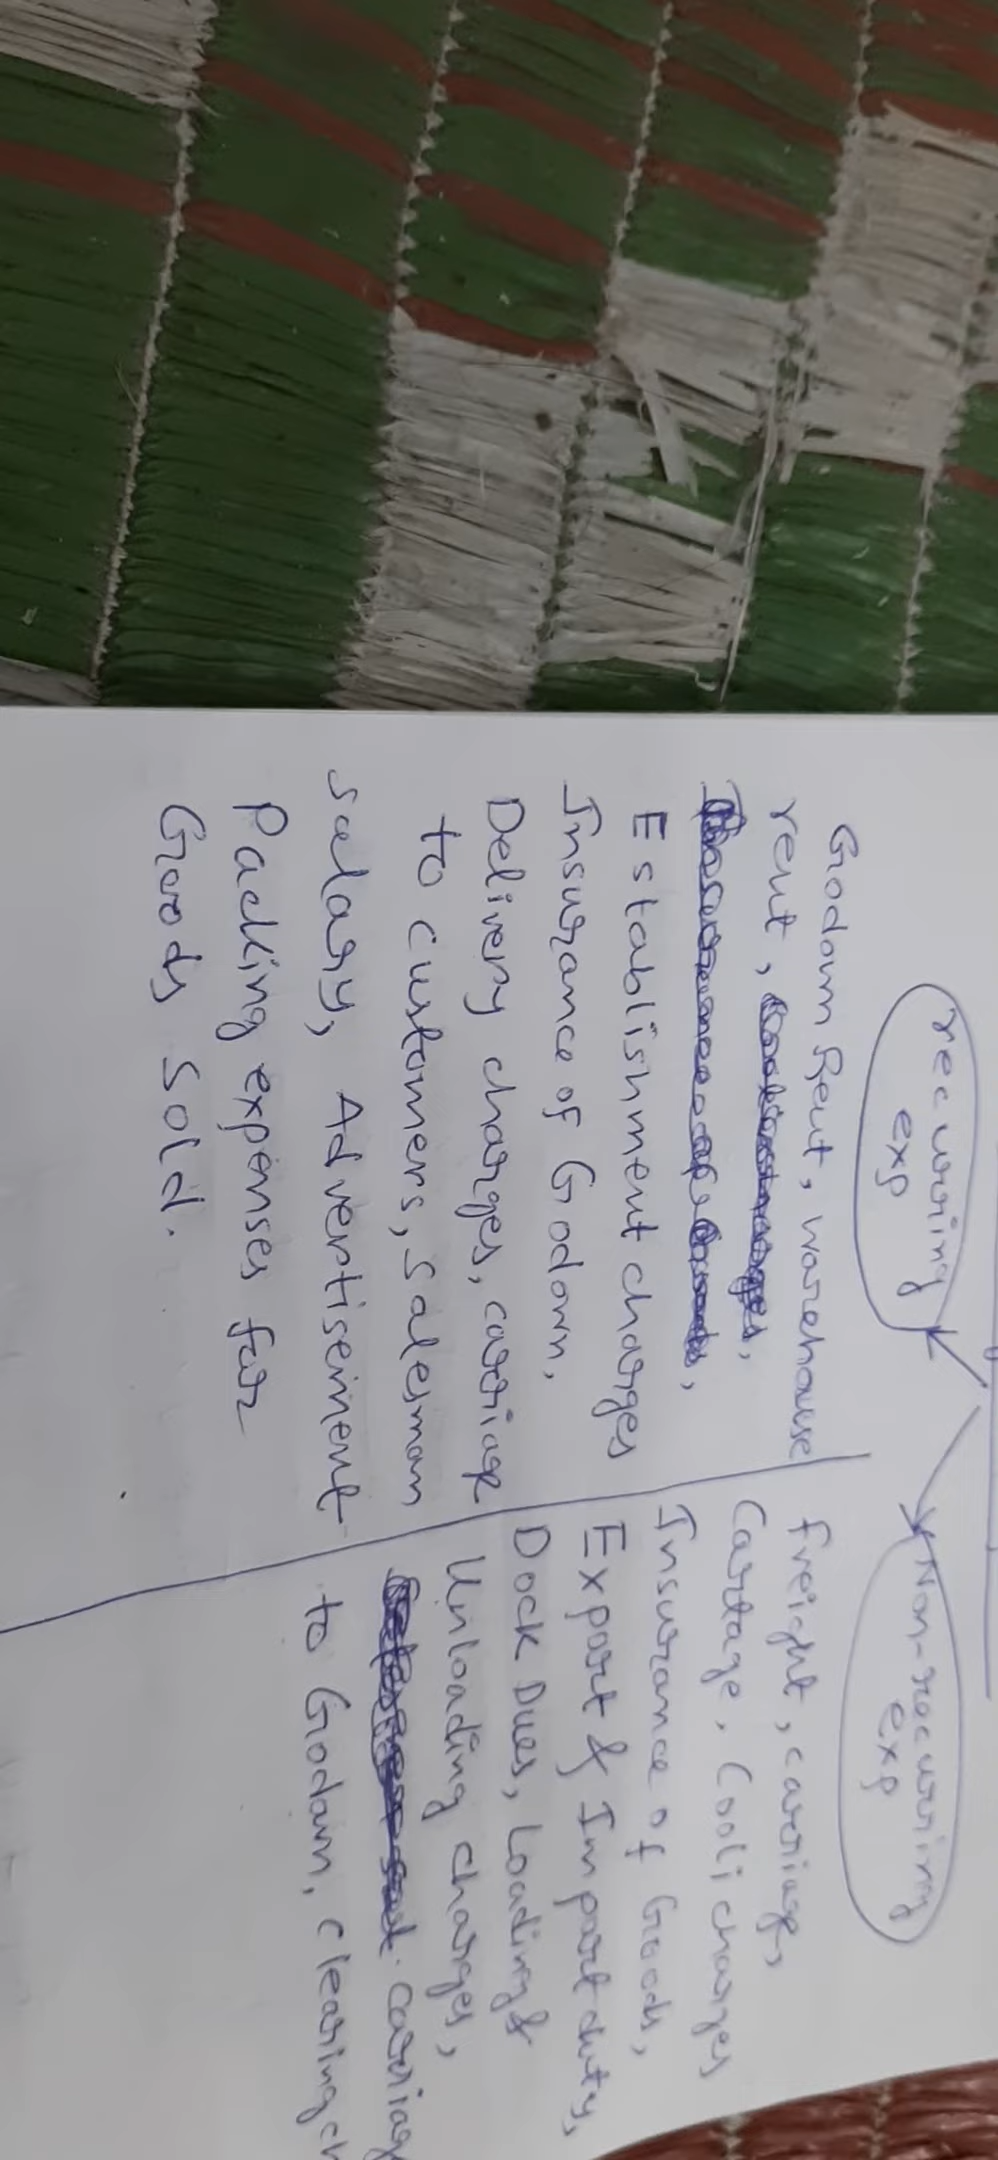 recurring
exp
Godown Rent, warehouse
rent,
Establishment charges
Insurance of Godown,
Delivery charges, carriage
to customers, salesman
salary, Advertisement
Packing expenses for
Goods sold.
Non-recurring
exp
freight, carriage,
Cartage, Cooli charges
Insurance of Goods,
Export & Import duty,
Dock Dues, Loading &
Unloading charges,
carriag
to Godown, clearing ch